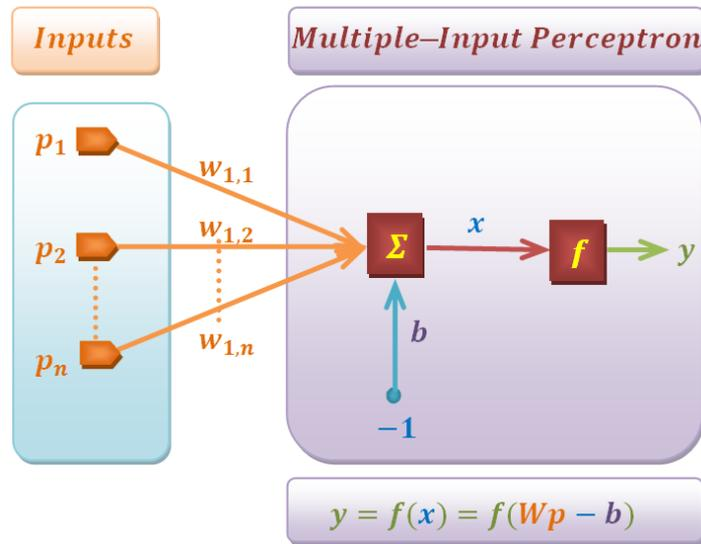 Inputs
Multiple–Input Perceptron
p₁
w₁,₁
p₂
w₁,₂
Σ
x
f
y
b
pₙ
w₁,ₙ
−1
y = f(x) = f(Wp − b)